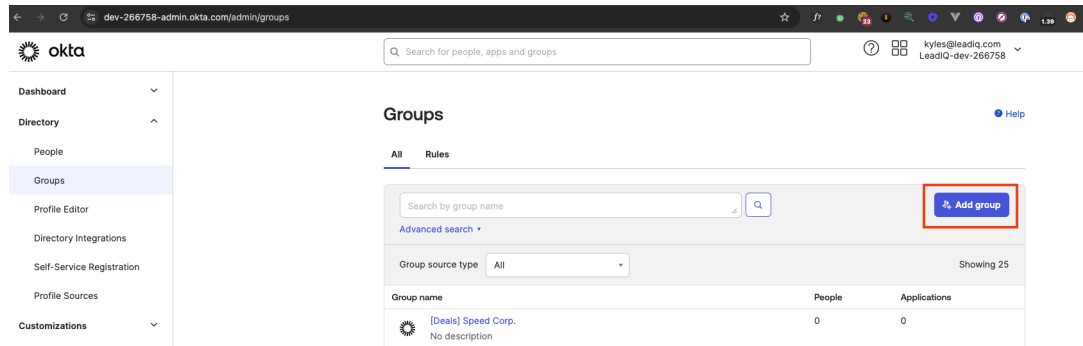 dev-266758-admin.okta.com/admin/groups
23
1.39
okta
Search for people, apps and groups
kyles@leadiq.com
LeadIQ-dev-266758
Dashboard
Directory
People
Groups
Profile Editor
Directory Integrations
Self-Service Registration
Profile Sources
Customizations
Groups
Help
All Rules
Search by group name
Add group
Advanced search
Group source type All
Showing 25
Group name People Applications
[Deals] Speed Corp. 0 0
No description